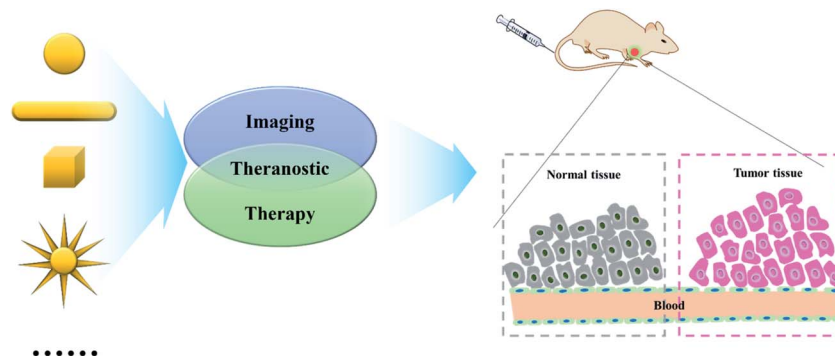 Imaging
Theranostic
Therapy
Normal tissue
Tumor tissue
Blood